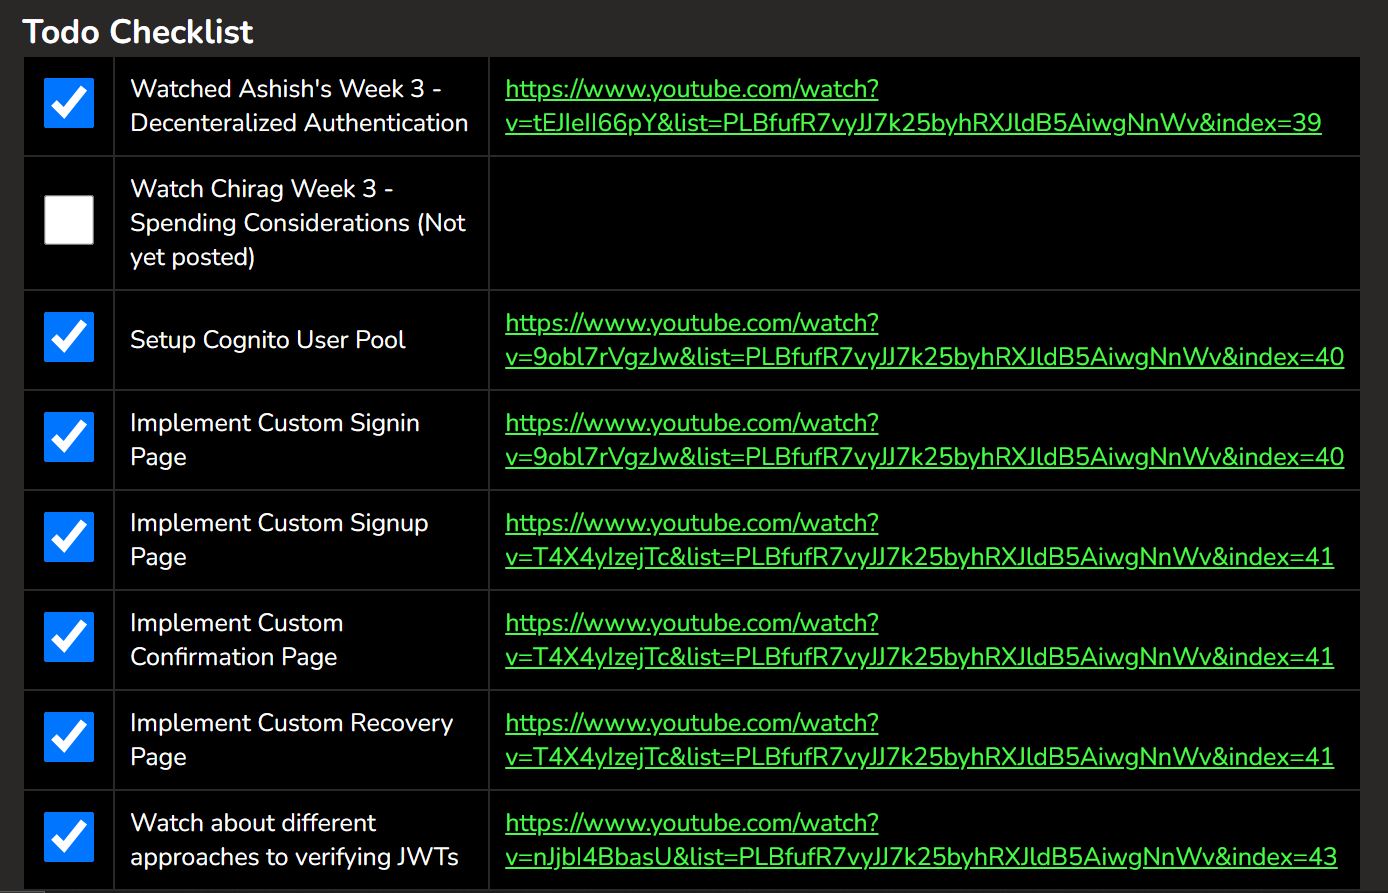 Todo Checklist
Watched Ashish's Week 3 -
Decenteralized Authentication
https://www.youtube.com/watch?
v=tEJIeII66pY&list=PLBfufR7vyJJ7k25byhRXJldB5AiwgNnWv&index=39
Watch Chirag Week 3 -
Spending Considerations (Not
yet posted)
Setup Cognito User Pool
https://www.youtube.com/watch?
v=9obl7rVgzJw&list=PLBfufR7vyJJ7k25byhRXJldB5AiwgNnWv&index=40
Implement Custom Signin
Page
https://www.youtube.com/watch?
v=9obl7rVgzJw&list=PLBfufR7vyJJ7k25byhRXJldB5AiwgNnWv&index=40
Implement Custom Signup
Page
https://www.youtube.com/watch?
v=T4X4yIzejTc&list=PLBfufR7vyJJ7k25byhRXJldB5AiwgNnWv&index=41
Implement Custom
Confirmation Page
https://www.youtube.com/watch?
v=T4X4yIzejTc&list=PLBfufR7vyJJ7k25byhRXJldB5AiwgNnWv&index=41
Implement Custom Recovery
Page
https://www.youtube.com/watch?
v=T4X4yIzejTc&list=PLBfufR7vyJJ7k25byhRXJldB5AiwgNnWv&index=41
Watch about different
approaches to verifying JWTs
https://www.youtube.com/watch?
v=nJjbI4BbasU&list=PLBfufR7vyJJ7k25byhRXJldB5AiwgNnWv&index=43